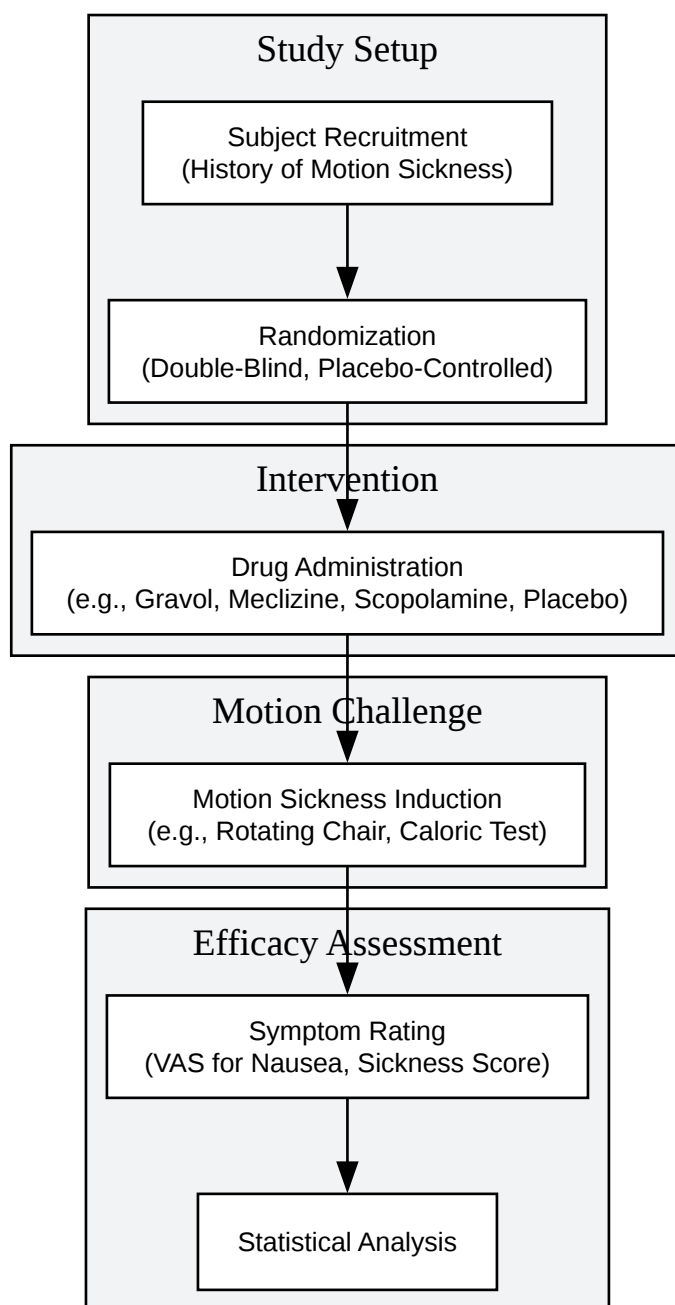 Study Setup
Subject Recruitment
(History of Motion Sickness)
Randomization
(Double-Blind, Placebo-Controlled)
Intervention
Drug Administration
(e.g., Gravol, Meclizine, Scopolamine, Placebo)
Motion Challenge
Motion Sickness Induction
(e.g., Rotating Chair, Caloric Test)
Efficacy Assessment
Symptom Rating
(VAS for Nausea, Sickness Score)
Statistical Analysis